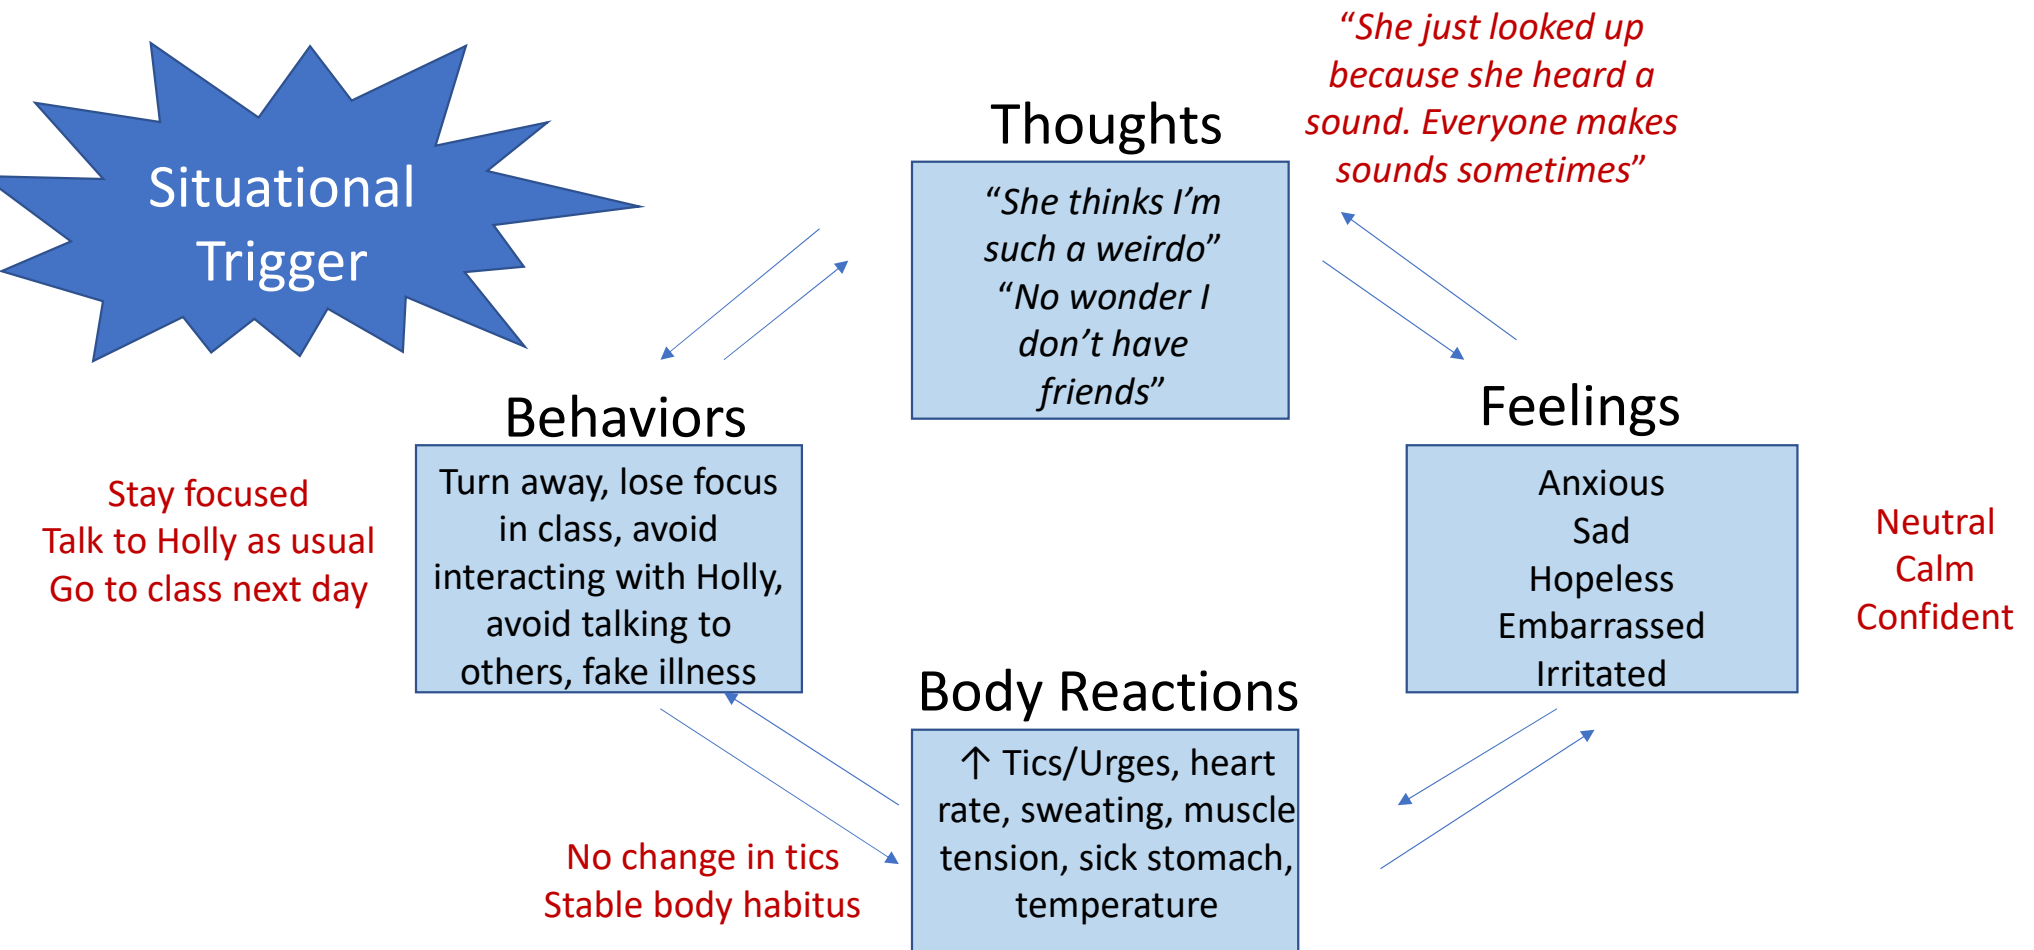 Situational
Trigger
Thoughts
“She thinks I’m
such a weirdo”
“No wonder I
don’t have
friends”
“She just looked up
because she heard a
sound. Everyone makes
sounds sometimes”
Behaviors
Turn away, lose focus
in class, avoid
interacting with Holly,
avoid talking to
others, fake illness
Stay focused
Talk to Holly as usual
Go to class next day
Feelings
Anxious
Sad
Hopeless
Embarrassed
Irritated
Neutral
Calm
Confident
Body Reactions
↑ Tics/Urges, heart
rate, sweating, muscle
tension, sick stomach,
temperature
No change in tics
Stable body habitus